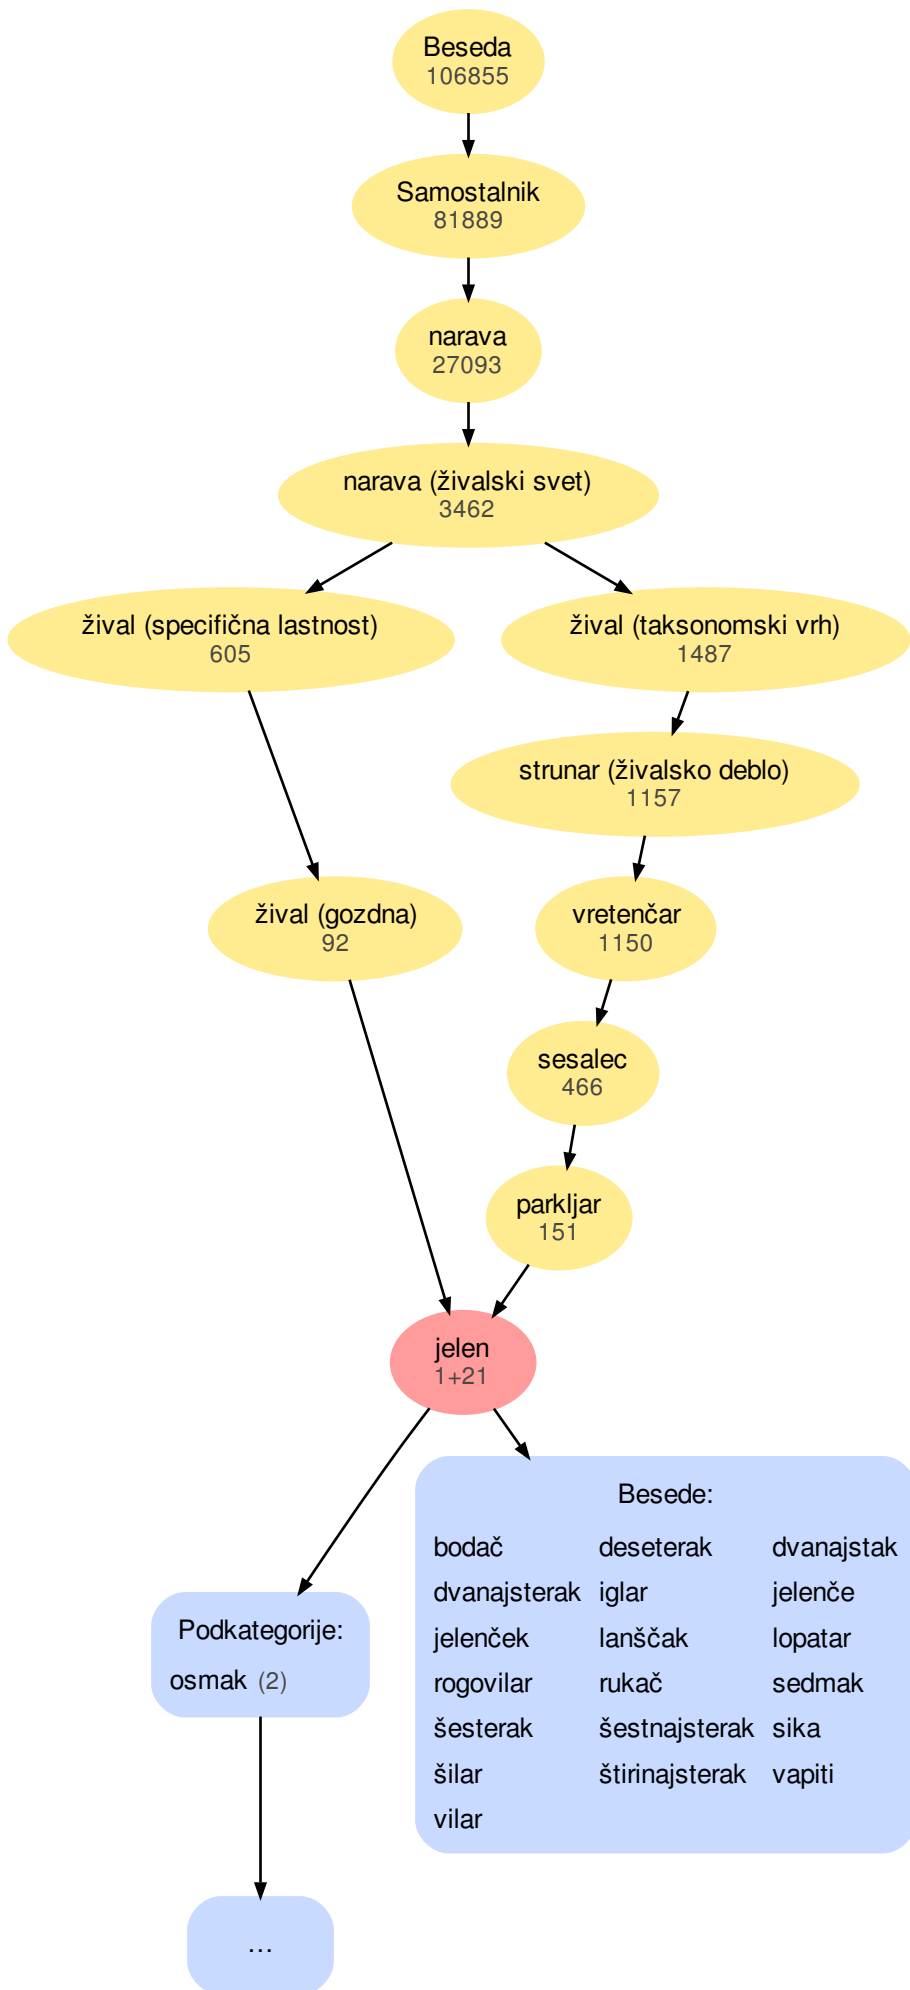 Beseda
106855
Samostalnik
81889
narava
27093
narava (živalski svet)
3462
žival (specifična lastnost)
605
žival (taksonomski vrh)
1487
strunar (živalsko deblo)
1157
žival (gozdna)
92
vretenčar
1150
sesalec
466
parkljar
151
jelen
1+21
Besede:
bodač deseterak dvanajstak
dvanajsterak iglar jelenče
jelenček lanščak lopatar
rogovilar rukač sedmak
šesterak šestnajsterak sika
šilar štirinajsterak vapiti
vilar
Podkategorije:
osmak (2)
...